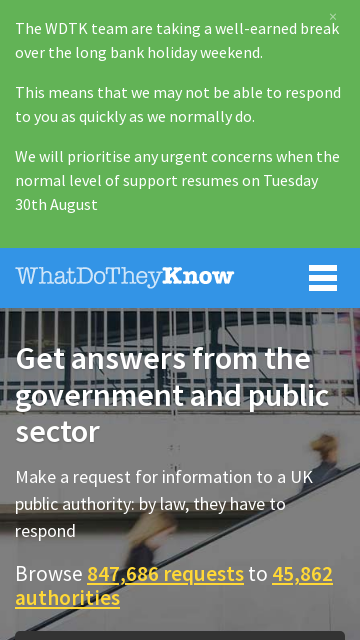 ×
The WDTK team are taking a well-earned break
over the long bank holiday weekend.
This means that we may not be able to respond
to you as quickly as we normally do.
We will prioritise any urgent concerns when the
normal level of support resumes on Tuesday
30th August
WhatDoTheyKnow
Get answers from the
government and public
sector
Make a request for information to a UK
public authority: by law, they have to
respond
Browse 847,686 requests to 45,862
authorities